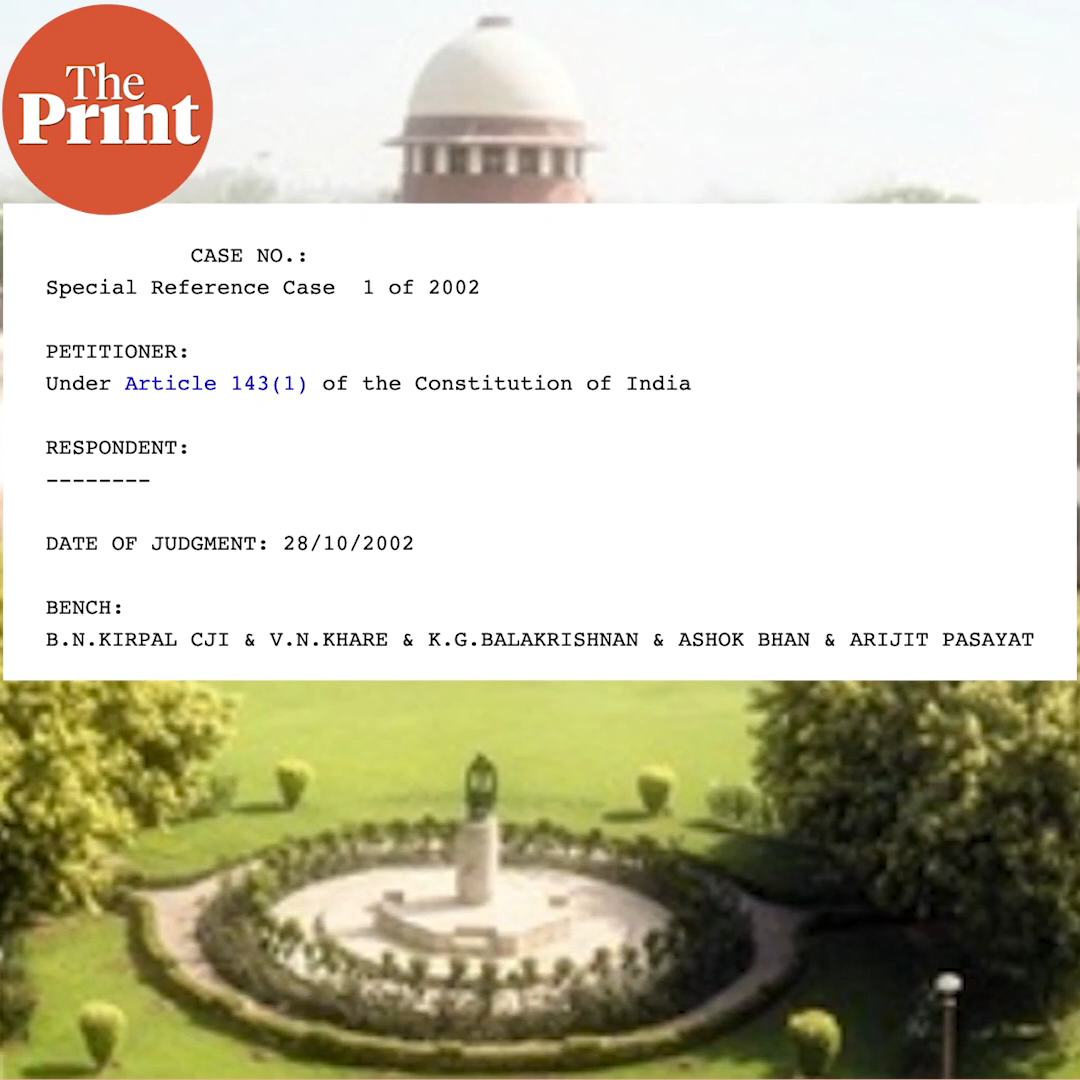 The
Print
CASE NO.:
Special Reference Case 1 of 2002
PETITIONER:
Under Article 143(1) of the Constitution of India
RESPONDENT:
--------
DATE OF JUDGMENT: 28/10/2002
BENCH:
B.N.KIRPAL CJI & V.N.KHARE & K.G.BALAKRISHNAN & ASHOK BHAN & ARIJIT PASAYAT